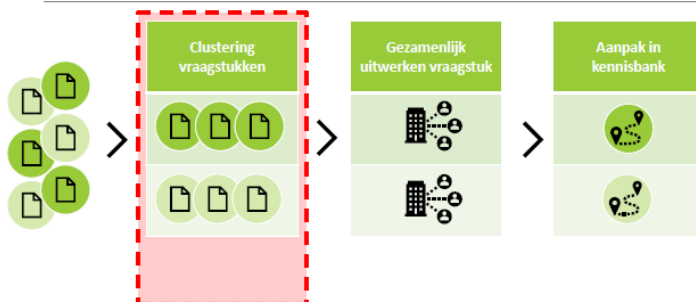 Clustering
vraagstukken
Gezamenlijk
uitwerken vraagstuk
Aanpak in
kennisbank